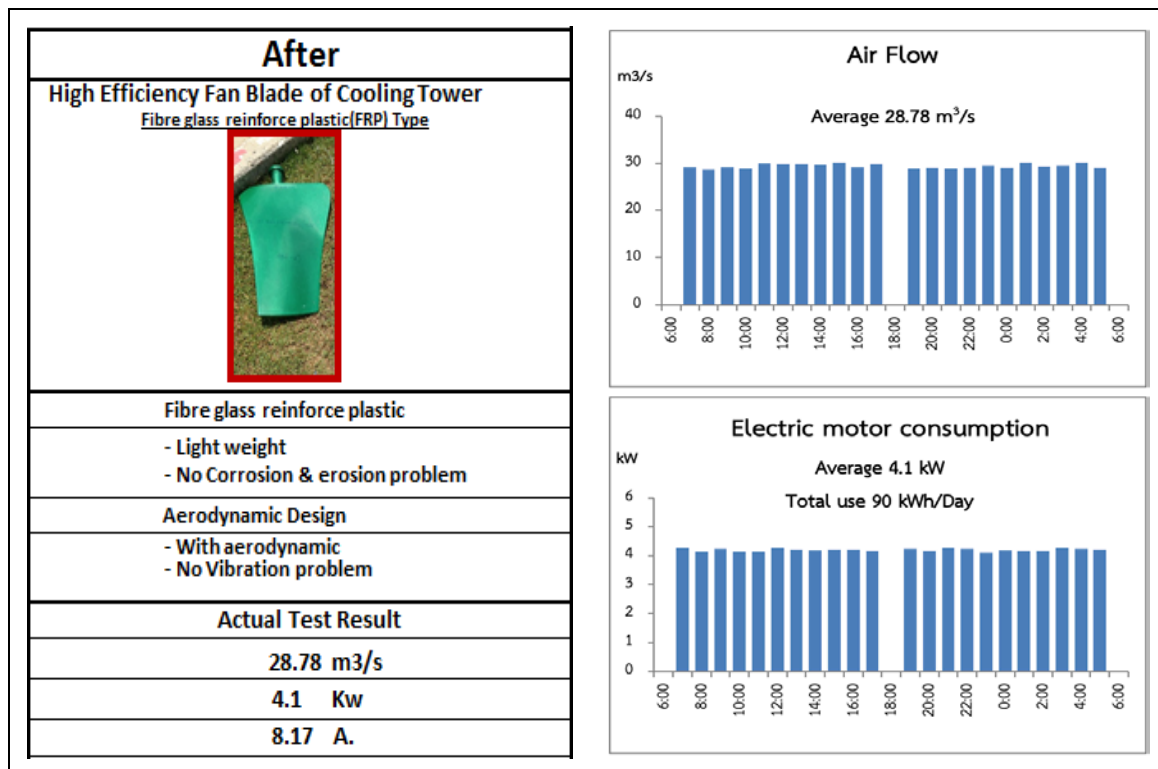 After
High Efficiency Fan Blade of Cooling Tower
Fibre glass reinforce plastic(FRP) Type
Fibre glass reinforce plastic
- Light weight
- No Corrosion & erosion problem
Aerodynamic Design
- With aerodynamic
- No Vibration problem
Actual Test Result
28.78 m3/s
4.1 Kw
8.17 A.
Air Flow
m3/s
Average 28.78 m³/s
40
30
20
10
0
6:00 8:00 10:00 12:00 14:00 16:00 18:00 20:00 22:00 0:00 2:00 4:00 6:00
Electric motor consumption
kW
Average 4.1 kW
Total use 90 kWh/Day
6
5
4
3
2
1
0
6:00 8:00 10:00 12:00 14:00 16:00 18:00 20:00 22:00 0:00 2:00 4:00 6:00